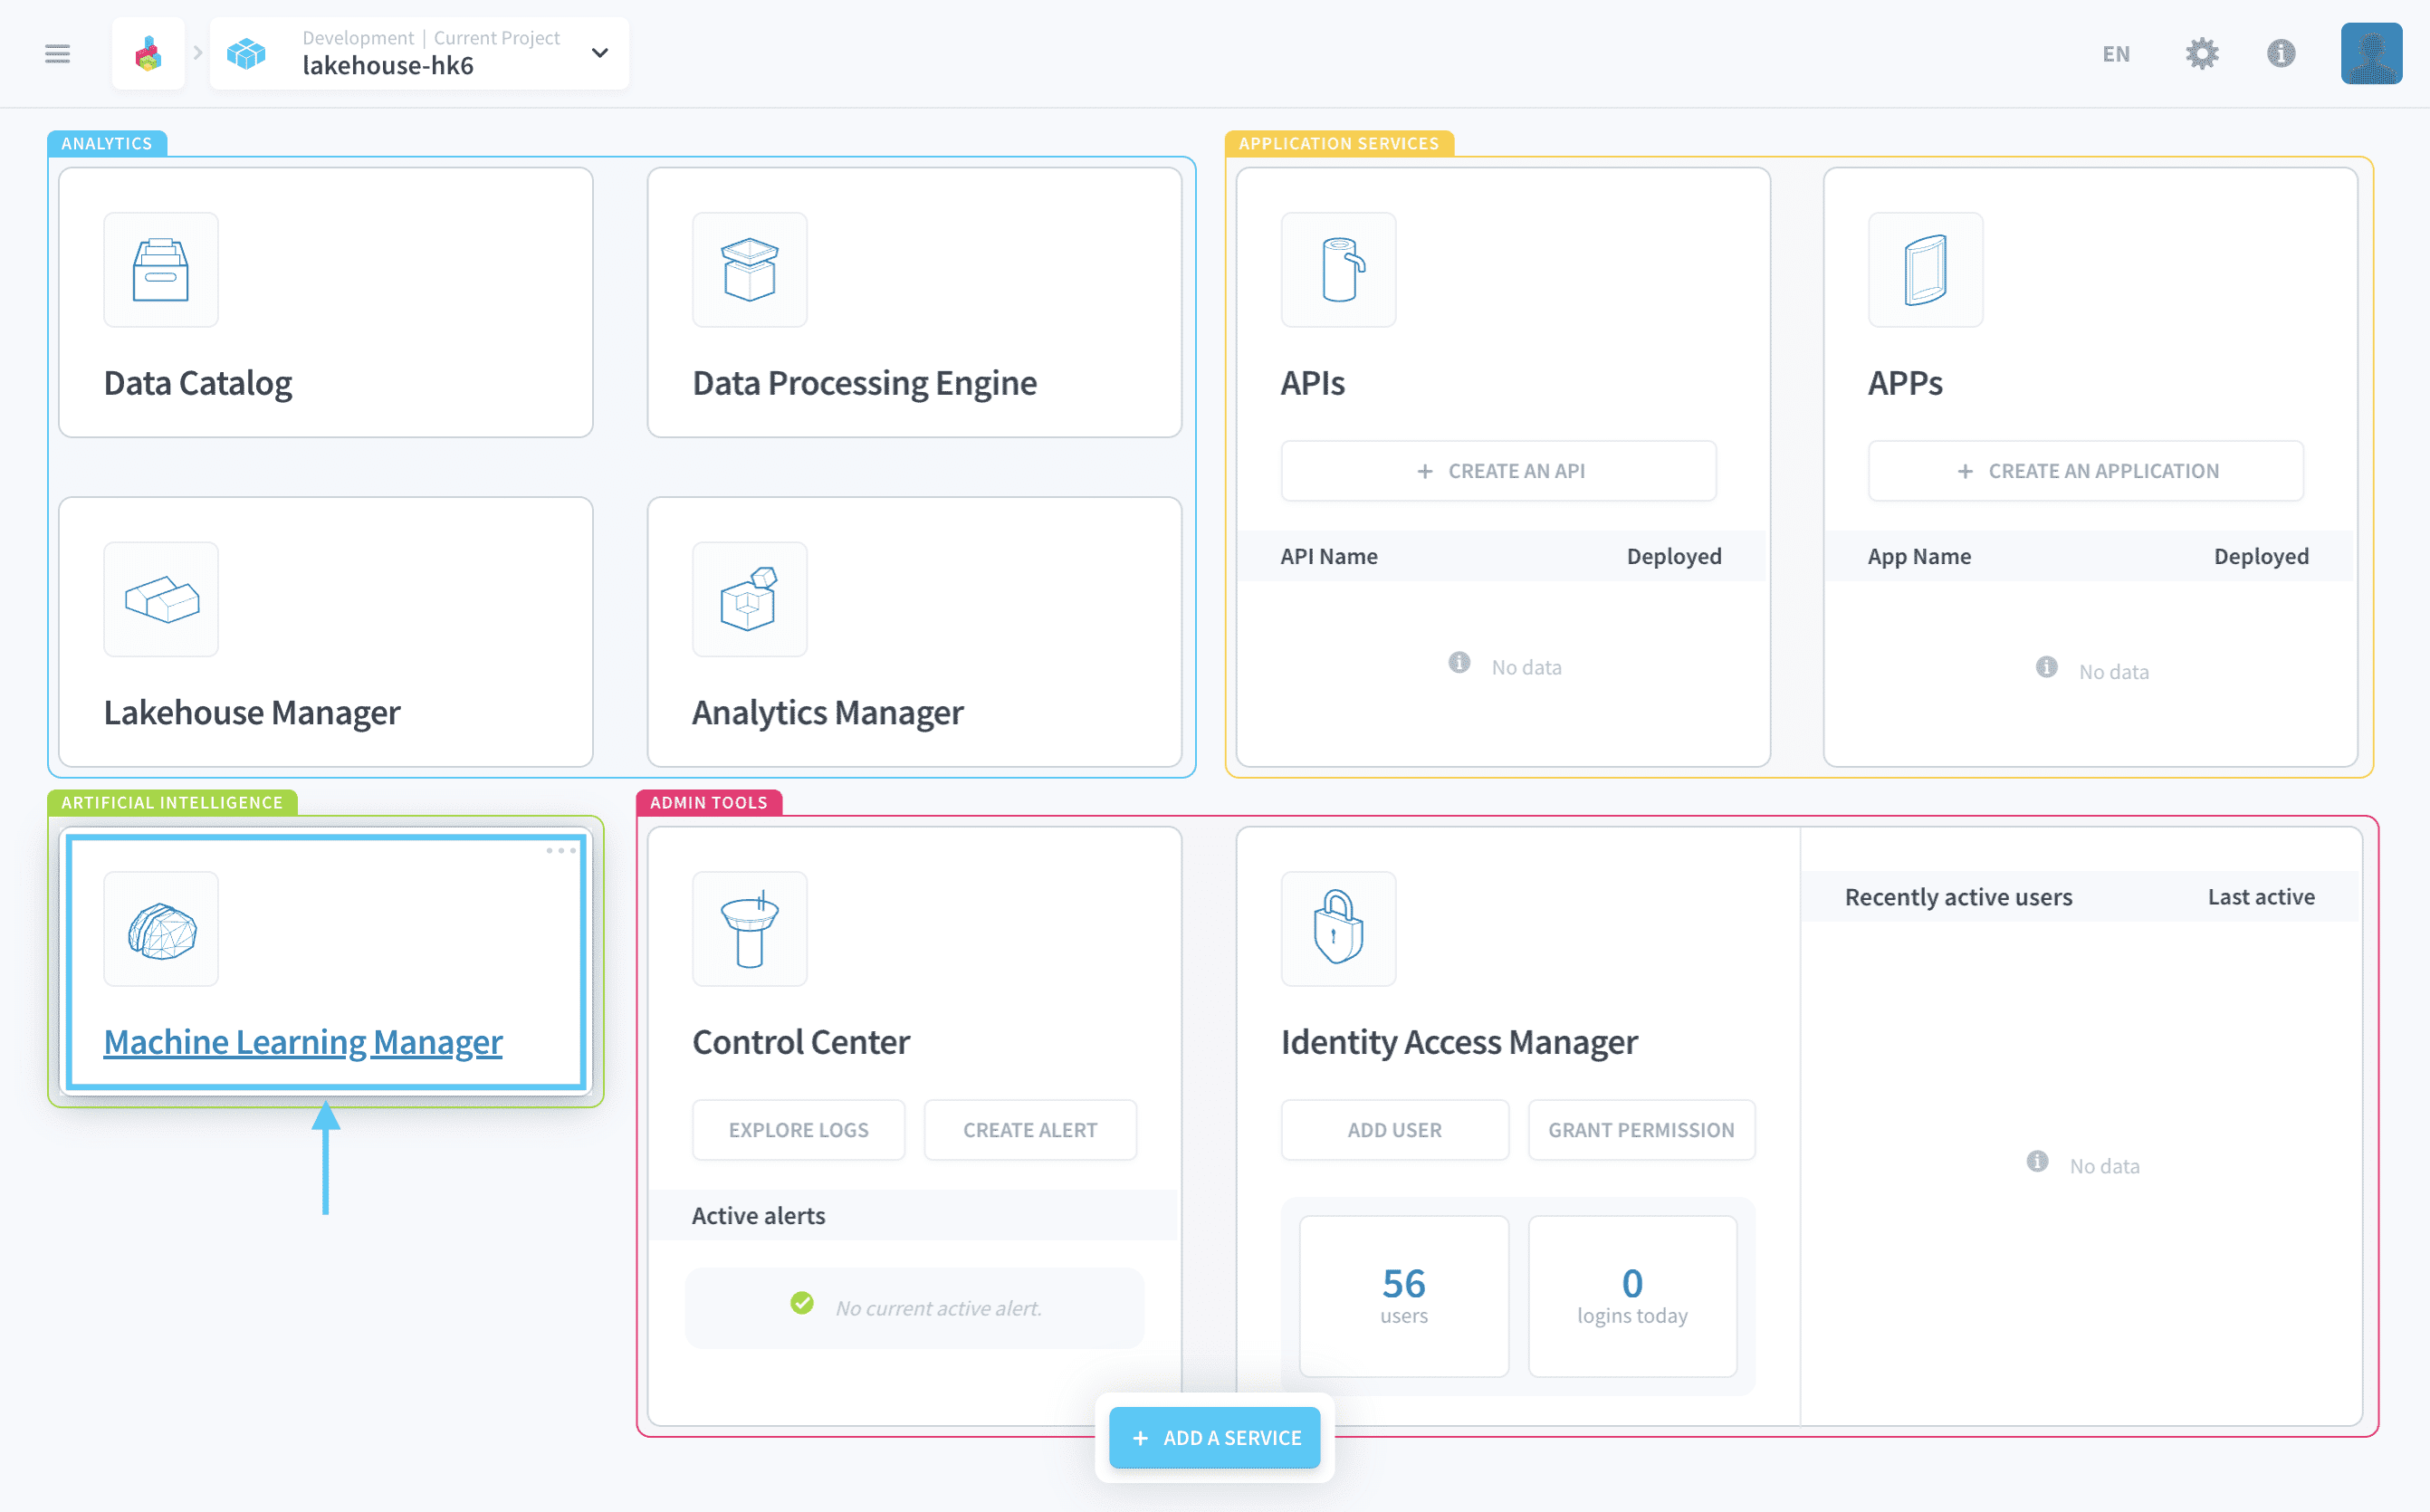 Development | Current Project
lakehouse-hk6
EN
ANALYTICS
Data Catalog
Data Processing Engine
Lakehouse Manager
Analytics Manager
APPLICATION SERVICES
APIs
+ CREATE AN API
API Name Deployed
No data
APPs
+ CREATE AN APPLICATION
App Name Deployed
No data
ARTIFICIAL INTELLIGENCE
Machine Learning Manager
ADMIN TOOLS
Control Center
EXPLORE LOGS CREATE ALERT
Active alerts
No current active alert.
Identity Access Manager
ADD USER GRANT PERMISSION
56
users
0
logins today
Recently active users Last active
No data
+ ADD A SERVICE